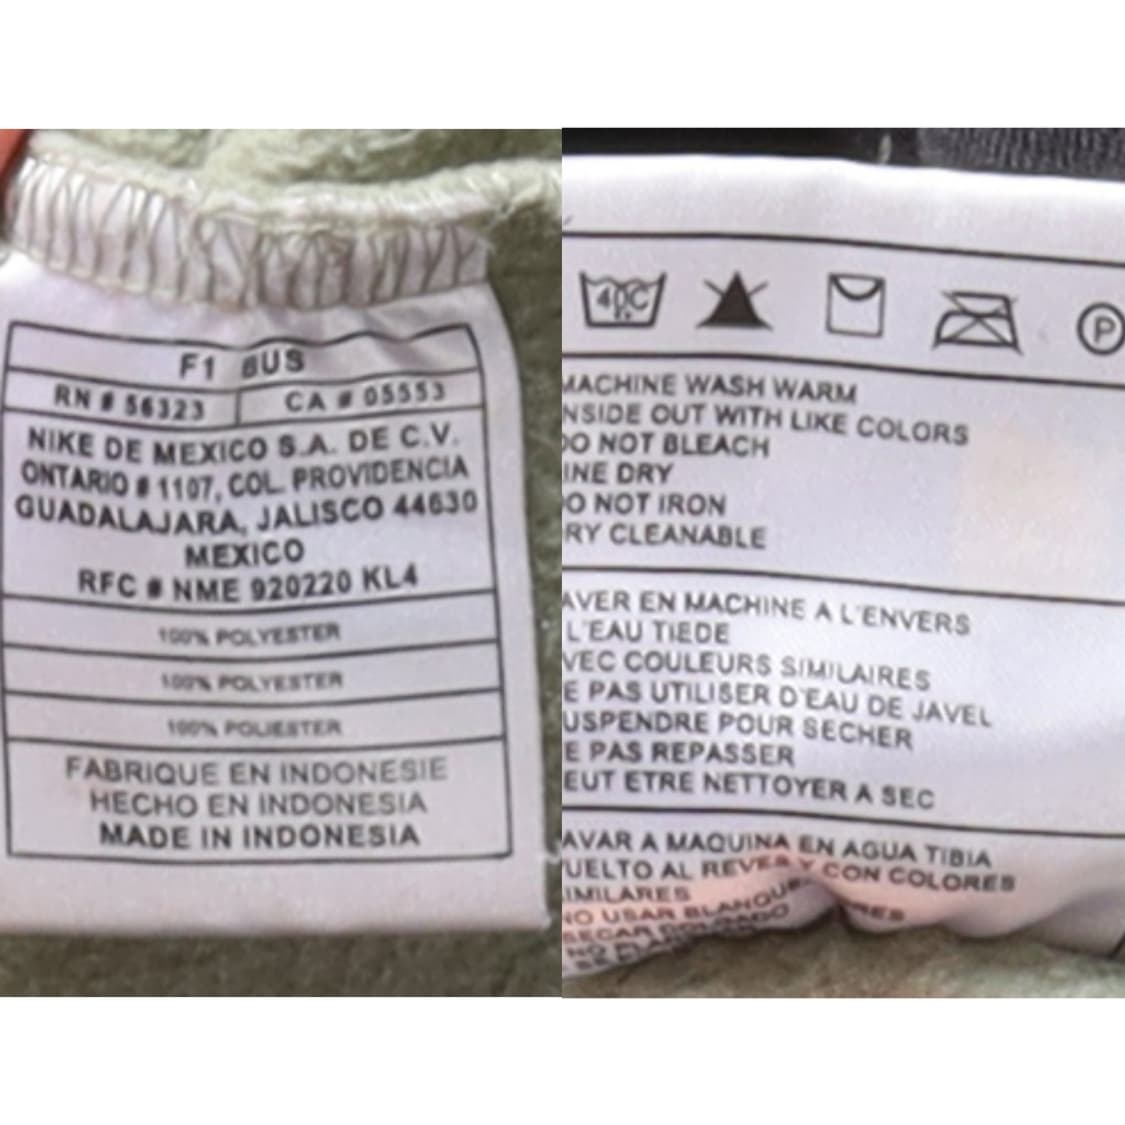 F1 BUS
RN # 56323 CA # 05553
NIKE DE MEXICO S.A. DE C.V.
ONTARIO # 1107, COL. PROVIDENCIA
GUADALAJARA, JALISCO 44630
MEXICO
RFC # NME 920220 KL4
100% POLYESTER
100% POLYESTER
100% POLIESTER
FABRIQUE EN INDONESIE
HECHO EN INDONESIA
MADE IN INDONESIA
40C
P
MACHINE WASH WARM
NSIDE OUT WITH LIKE COLORS
DO NOT BLEACH
INE DRY
O NOT IRON
RY CLEANABLE
AVER EN MACHINE A L'ENVERS
L'EAU TIEDE
VEC COULEURS SIMILAIRES
E PAS UTILISER D'EAU DE JAVEL
USPENDRE POUR SECHER
E PAS REPASSER
EUT ETRE NETTOYER A SEC
AVAR A MAQUINA EN AGUA TIBIA
UELTO AL REVES Y CON COLORES
IMILARES
NO USAR
SECAR